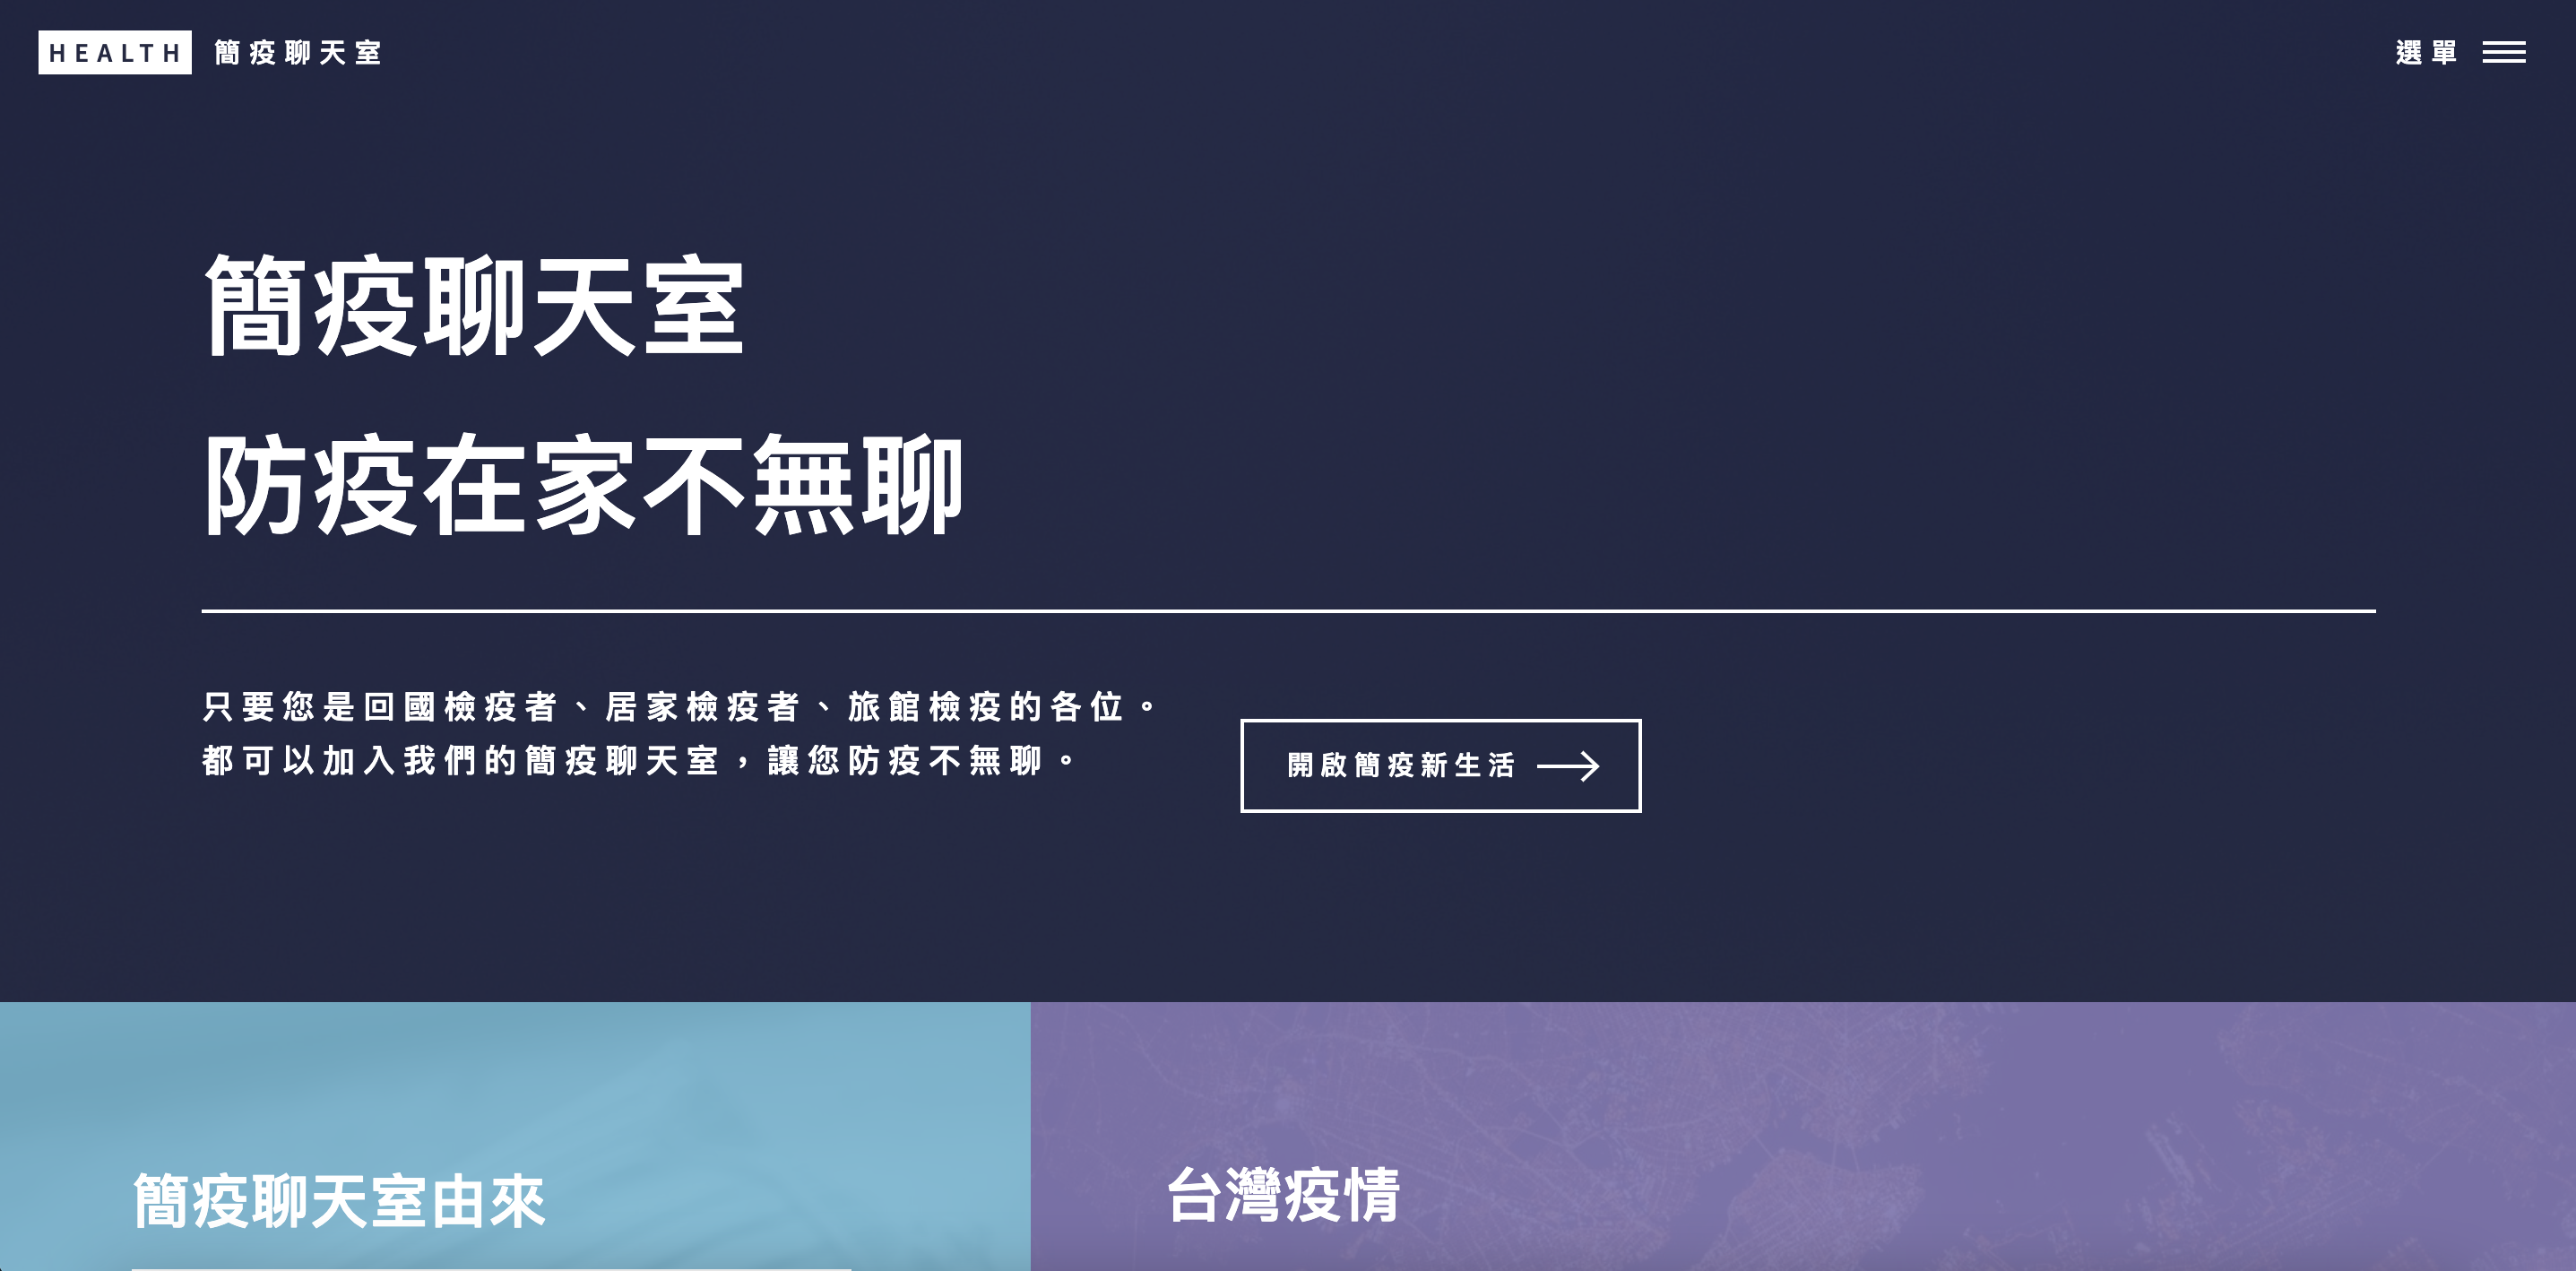 HEALTH 簡疫聊天室
選單
簡疫聊天室
防疫在家不無聊
只要您是回國檢疫者、居家檢疫者、旅館檢疫的各位。
都可以加入我們的簡疫聊天室，讓您防疫不無聊。
開啟簡疫新生活
簡疫聊天室由來
台灣疫情